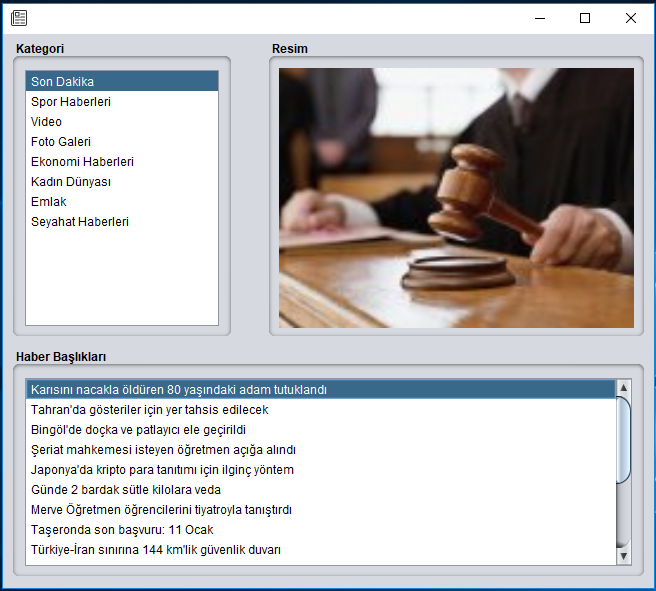 Kategori
Resim
Son Dakika
Spor Haberleri
Video
Foto Galeri
Ekonomi Haberleri
Kadın Dünyası
Emlak
Seyahat Haberleri
Haber Başlıkları
Karısını nacakla öldüren 80 yaşındaki adam tutuklandı
Tahran'da gösteriler için yer tahsis edilecek
Bingöl'de doçka ve patlayıcı ele geçirildi
Şeriat mahkemesi isteyen öğretmen açığa alındı
Japonya'da kripto para tanıtımı için ilginç yöntem
Günde 2 bardak sütle kilolara veda
Merve Öğretmen öğrencilerini tiyatroyla tanıştırdı
Taşeronda son başvuru: 11 Ocak
Türkiye-İran sınırına 144 km'lik güvenlik duvarı